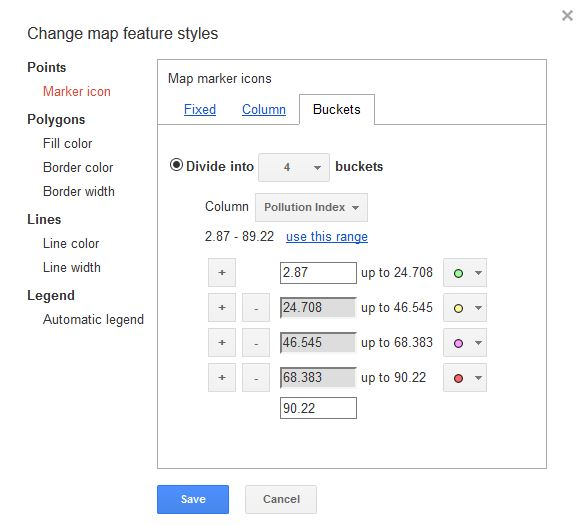 Change map feature styles
Points
Marker icon
Polygons
Fill color
Border color
Border width
Lines
Line color
Line width
Legend
Automatic legend
Map marker icons
Fixed Column Buckets
Divide into 4 buckets
Column Pollution Index
2.87 - 89.22 use this range
+ 2.87 up to 24.708
+ - 24.708 up to 46.545
+ - 46.545 up to 68.383
+ - 68.383 up to 90.22
90.22
Save Cancel